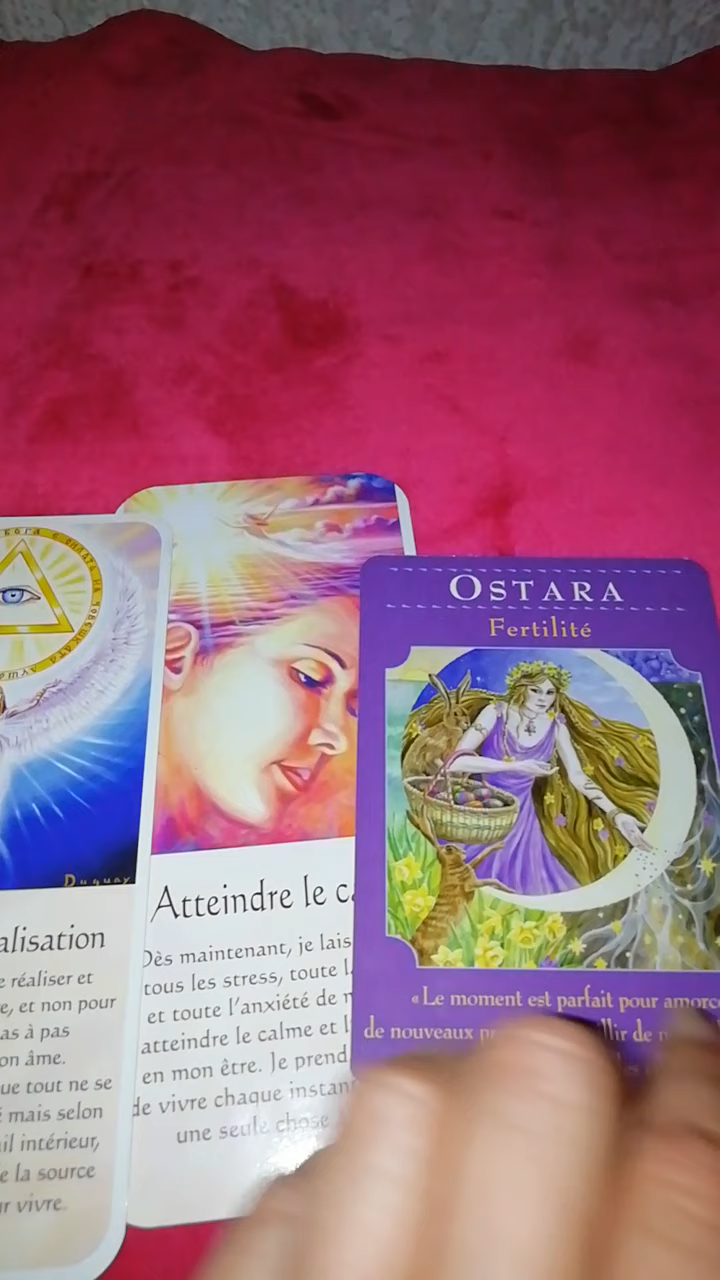 Duguay
alisation
e réaliser et
e, et non pour
as à pas
on âme.
ue tout ne se
é mais selon
il intérieur,
e la source
r vivre.
Atteindre le c
Dès maintenant, je lais
tous les stress, toute l
et toute l'anxiété de
atteindre le calme et l
en mon être. Je prend
de vivre chaque instan
une seule chose
OSTARA
Fertilité
«Le moment est parfait pour amorc
de nouveaux